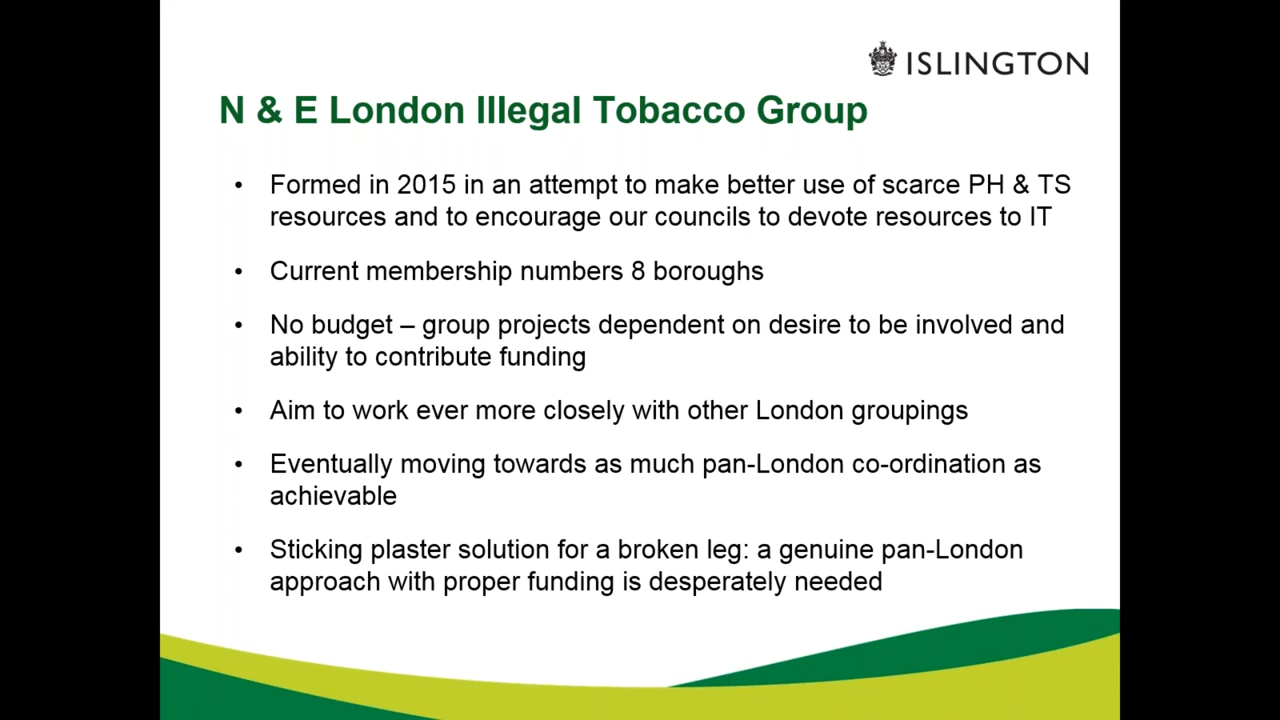 ISLINGTON
N & E London Illegal Tobacco Group
• Formed in 2015 in an attempt to make better use of scarce PH & TS
resources and to encourage our councils to devote resources to IT
• Current membership numbers 8 boroughs
• No budget – group projects dependent on desire to be involved and
ability to contribute funding
• Aim to work ever more closely with other London groupings
• Eventually moving towards as much pan-London co-ordination as
achievable
• Sticking plaster solution for a broken leg: a genuine pan-London
approach with proper funding is desperately needed